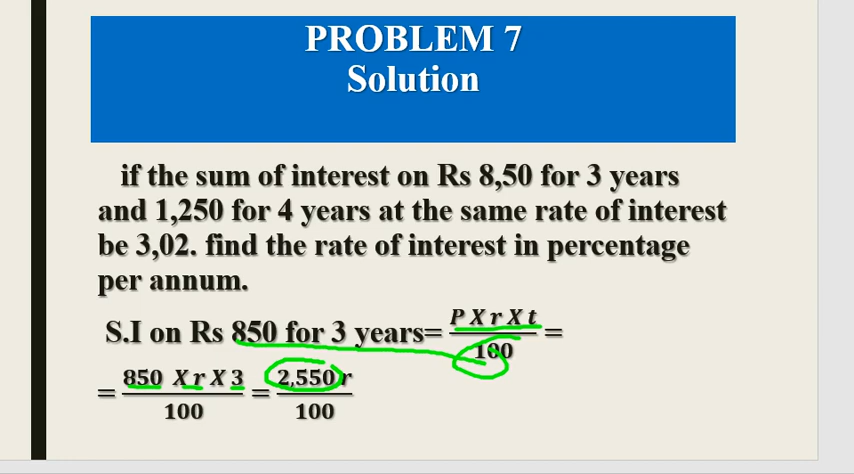 PROBLEM 7
Solution
if the sum of interest on Rs 8,50 for 3 years
and 1,250 for 4 years at the same rate of interest
be 3,02. find the rate of interest in percentage
per annum.
S.I on Rs 850 for 3 years= P X r X t / 100 =
= 850 X r X 3 / 100 = 2,550 r / 100